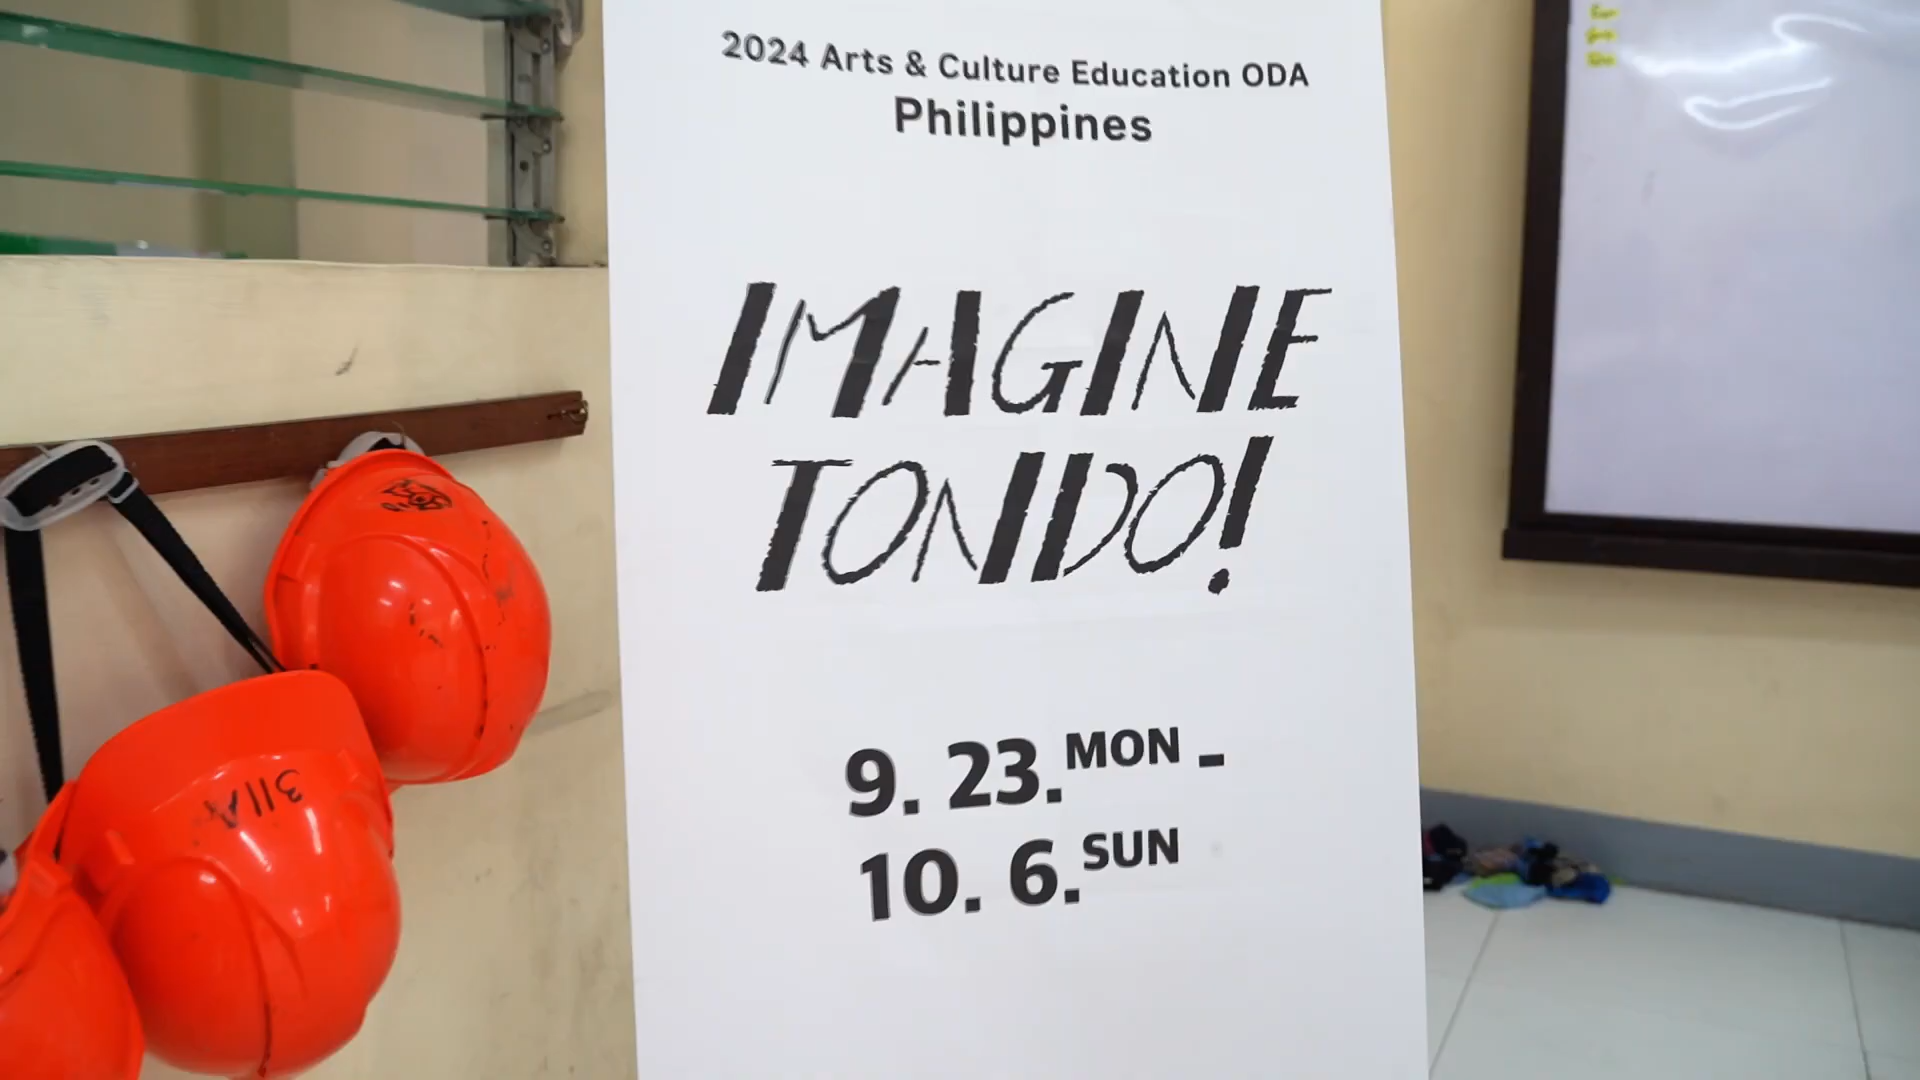 2024 Arts & Culture Education ODA
Philippines
IMAGINE
TONDO!
9. 23. MON -
10. 6. SUN
311A